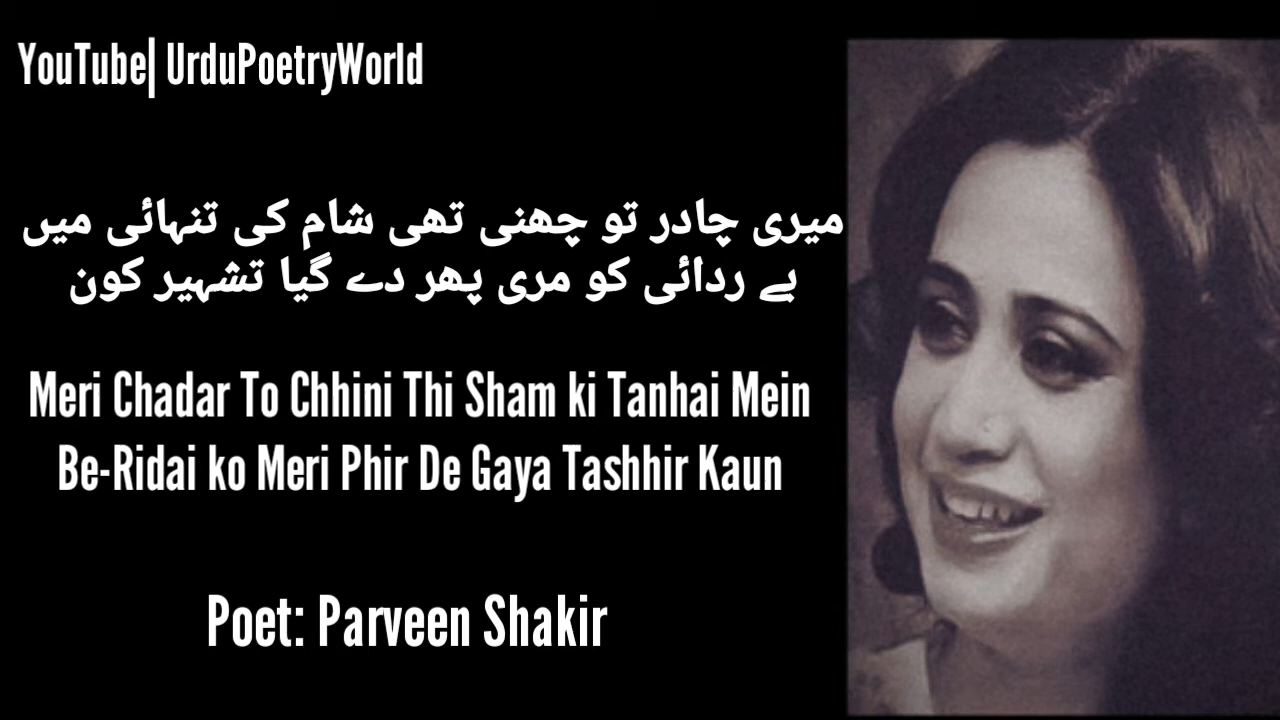 YouTube| UrduPoetryWorld
میری چادر تو چھنی تھی شام کی تنہائی میں
بے ردائی کو مری پھر دے گیا تشہیر کون
Meri Chadar To Chhini Thi Sham ki Tanhai Mein
Be-Ridai ko Meri Phir De Gaya Tashhir Kaun
Poet: Parveen Shakir